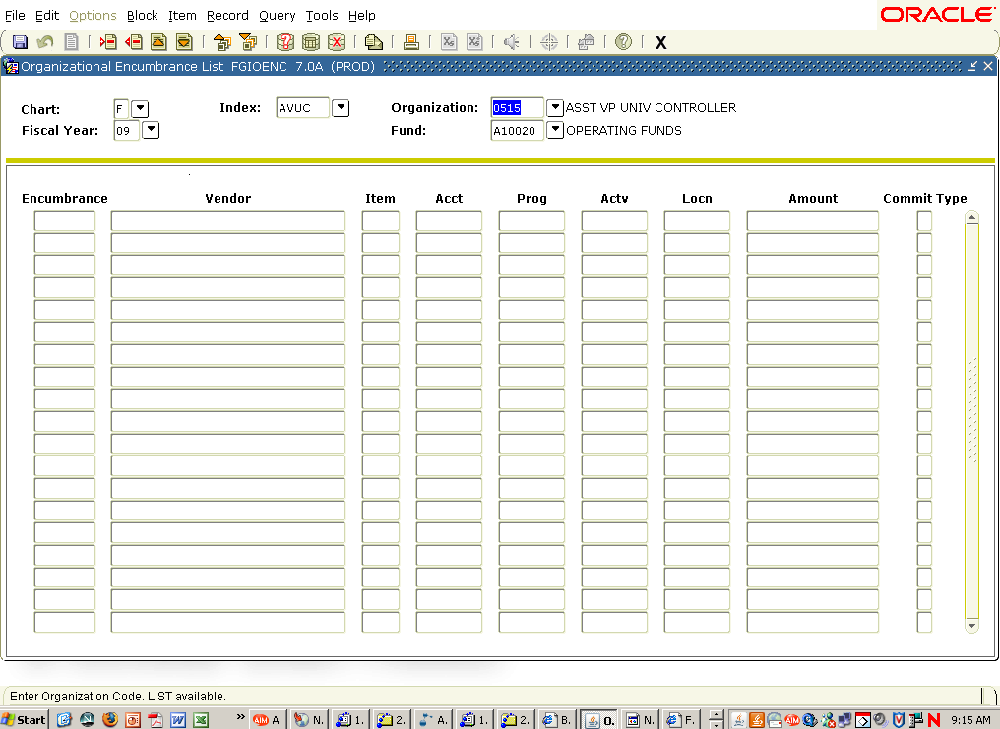 File Edit Options Block Item Record Query Tools Help
ORACLE
X
Organizational Encumbrance List FGIOENC 7.0A (PROD)
Chart: F Index: AVUC Organization: 0515 ASST VP UNIV CONTROLLER
Fiscal Year: 09 Fund: A10020 OPERATING FUNDS
Encumbrance Vendor Item Acct Prog Actv Locn Amount Commit Type
Enter Organization Code. LIST available.
Start » A. N. 1. 2. A. 1. 2. B. O. N. F. 9:15 AM